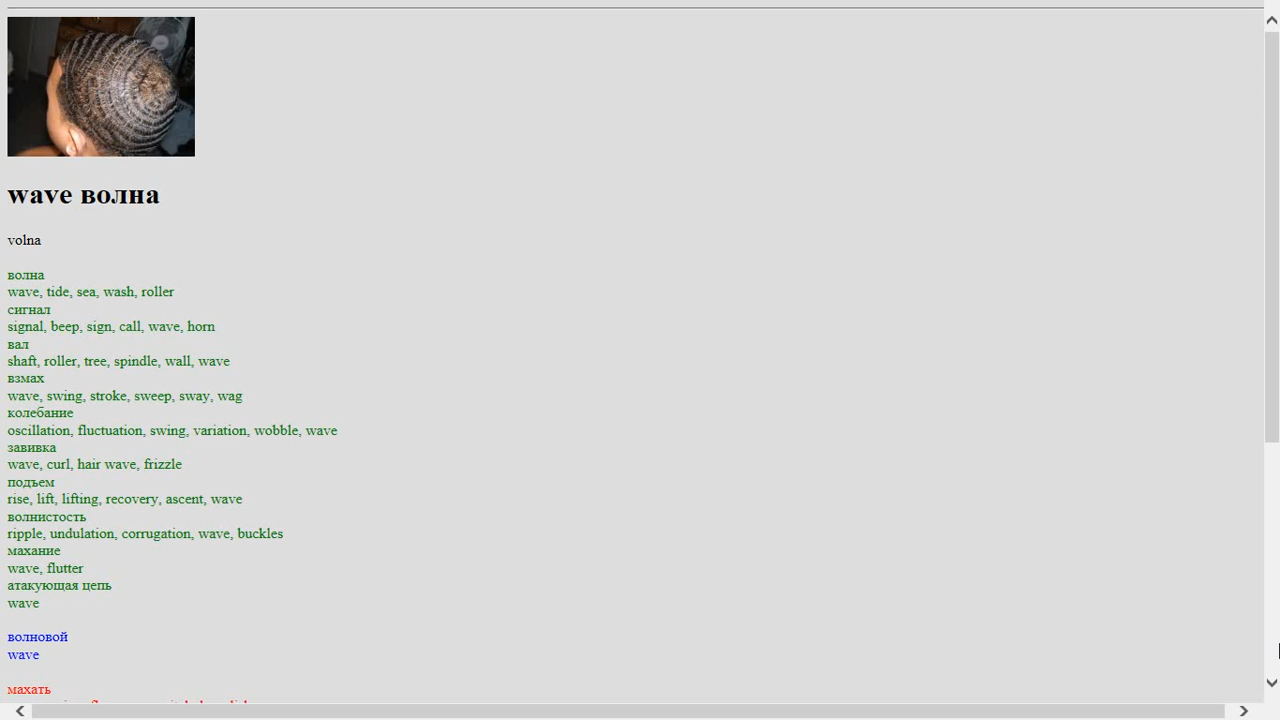 wave волна
volna
волна
wave, tide, sea, wash, roller
сигнал
signal, beep, sign, call, wave, horn
вал
shaft, roller, tree, spindle, wall, wave
взмах
wave, swing, stroke, sweep, sway, wag
колебание
oscillation, fluctuation, swing, variation, wobble, wave
завивка
wave, curl, hair wave, frizzle
подъем
rise, lift, lifting, recovery, ascent, wave
волнистость
ripple, undulation, corrugation, wave, buckles
махание
wave, flutter
атакующая цепь
wave
волновой
wave
махать